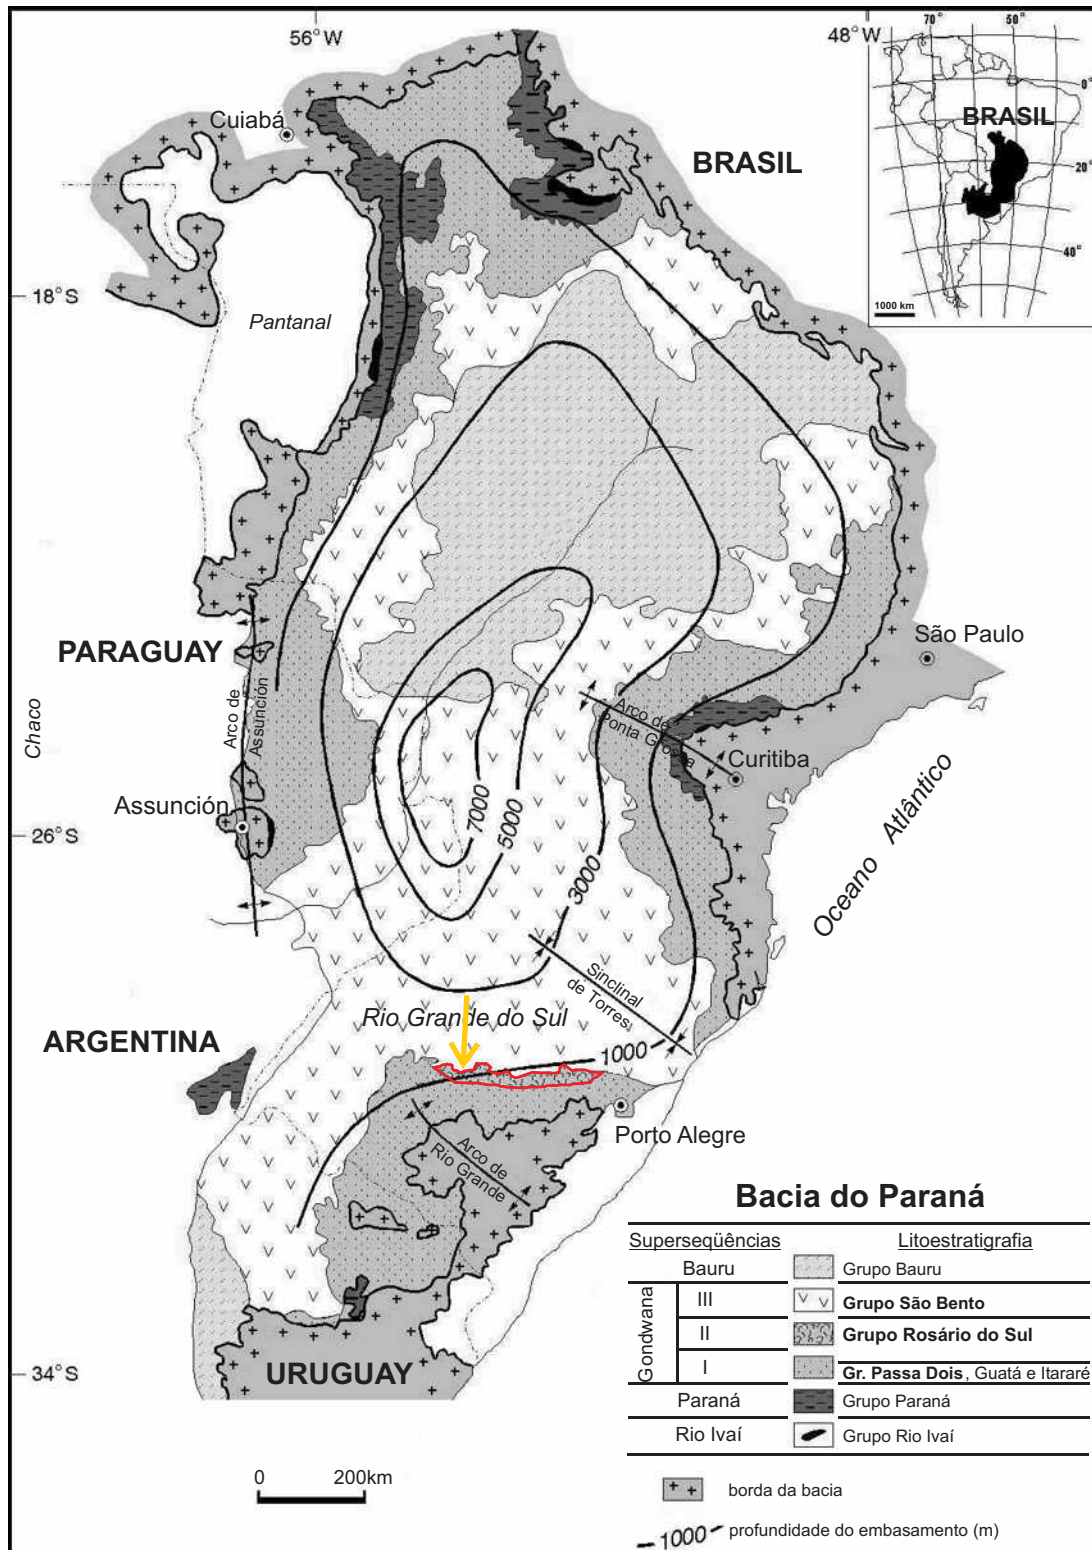 56°W
48°W
70°
50°
0°
BRASIL
20°
40°
1000 km
Cuiabá
BRASIL
18°S
Pantanal
São Paulo
PARAGUAY
Arco de
Assunción
Chaco
Arco de
Ponta Grossa
Curitiba
Assunción
26°S
7000
5000
3000
Oceano Atlântico
Sinclinal
de Torres
Rio Grande do Sul
ARGENTINA
1000
Porto Alegre
Arco de
Rio Grande
URUGUAY
34°S
0 200km
Bacia do Paraná
Superseqüências Litoestratigrafia
Bauru Grupo Bauru
Gondwana
III Grupo São Bento
II Grupo Rosário do Sul
I Gr. Passa Dois, Guatá e Itararé
Paraná Grupo Paraná
Rio Ivaí Grupo Rio Ivaí
borda da bacia
1000 profundidade do embasamento (m)